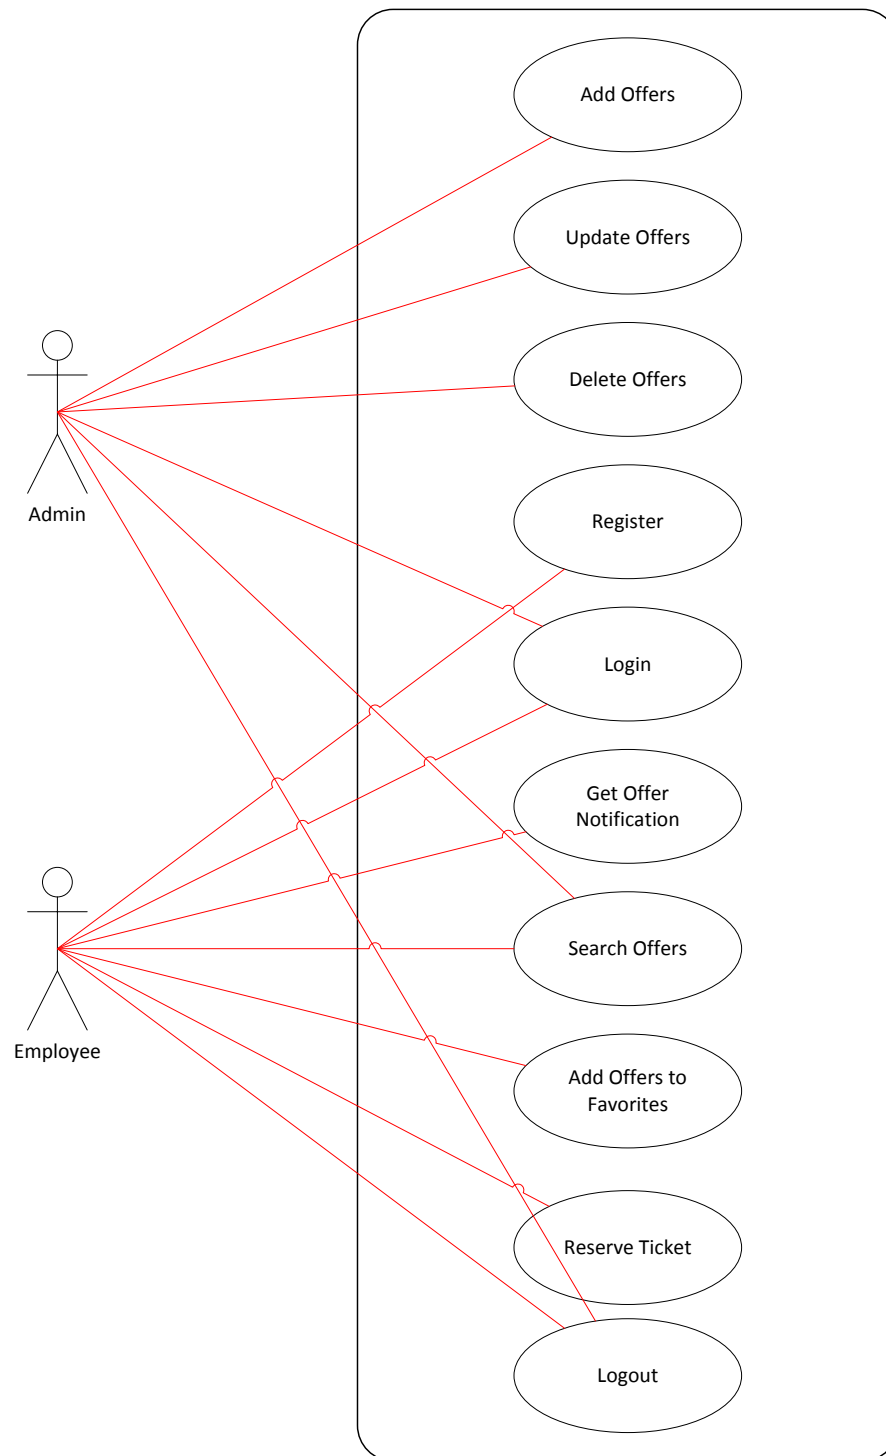 Add Offers
Update Offers
Delete Offers
Admin
Register
Login
Get Offer
Notification
Search Offers
Employee
Add Offers to
Favorites
Reserve Ticket
Logout